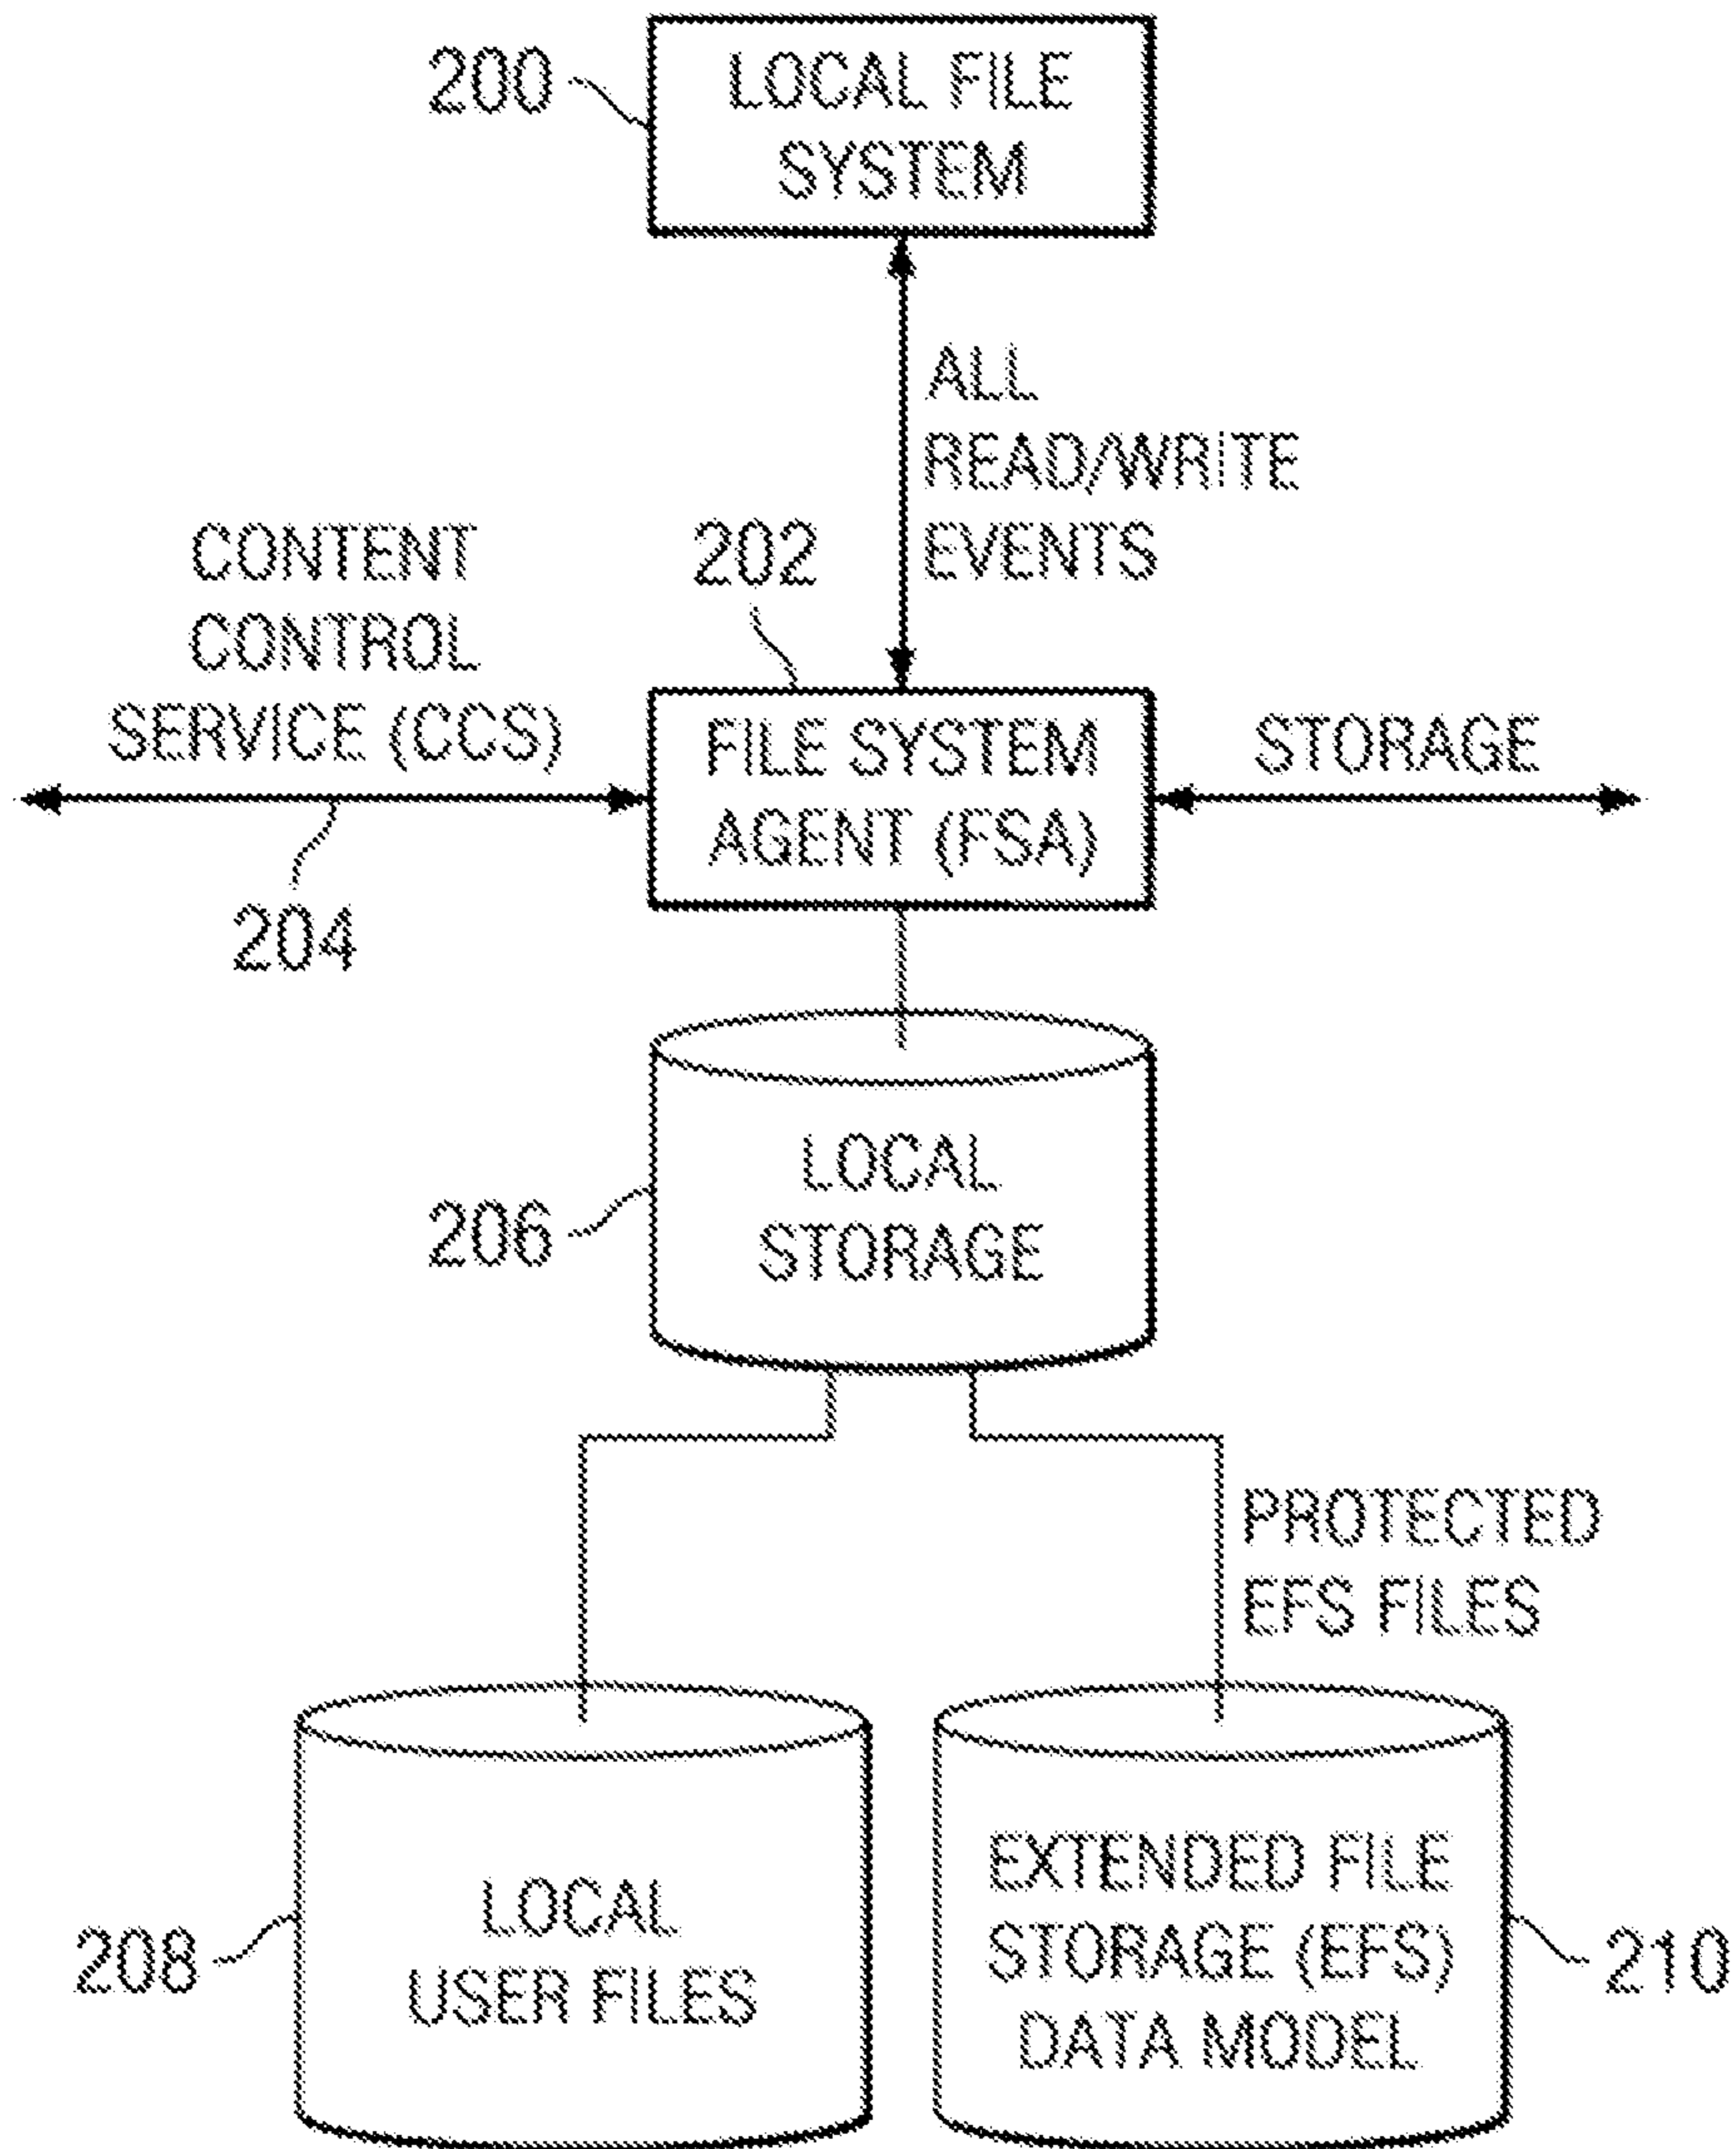 200
LOCAL FILE
SYSTEM
ALL
READ/WRITE
EVENTS
202
CONTENT
CONTROL
SERVICE (CCS)
204
FILE SYSTEM
AGENT (FSA)
STORAGE
206
LOCAL
STORAGE
PROTECTED
EFS FILES
208
LOCAL
USER FILES
EXTENDED FILE
STORAGE (EFS)
DATA MODEL
210